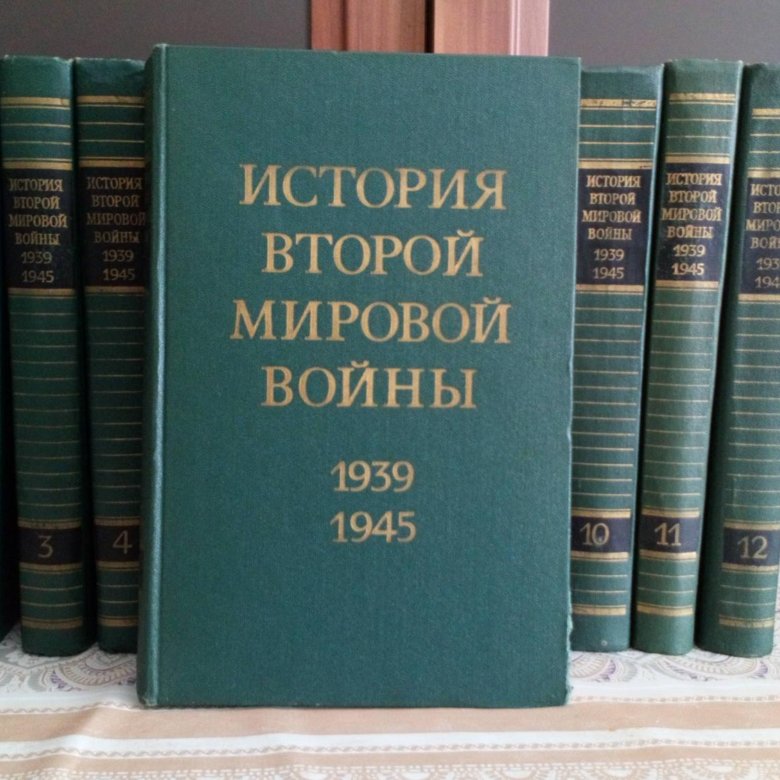 ИСТОРИЯ
ВТОРОЙ
МИРОВОЙ
ВОЙНЫ
1939
1945
ИСТОРИЯ
ВТОРОЙ
МИРОВОЙ
ВОЙНЫ
1939
1945
3
ИСТОРИЯ
ВТОРОЙ
МИРОВОЙ
ВОЙНЫ
1939
1945
4
ИСТОРИЯ
ВТОРОЙ
МИРОВОЙ
ВОЙНЫ
1939
1945
10
ИСТОРИЯ
ВТОРОЙ
МИРОВОЙ
ВОЙНЫ
1939
1945
11
12